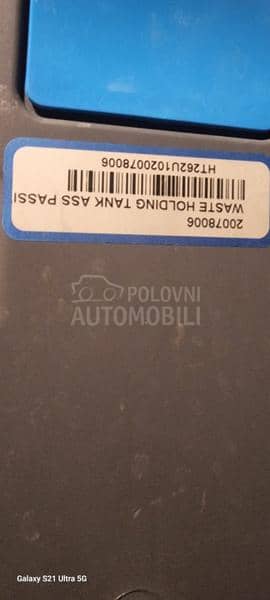 20078006
WASTE HOLDING TANK ASS PASSI
HT262U1020078006
POLOVNI
AUTOMOBILI
Galaxy S21 Ultra 5G